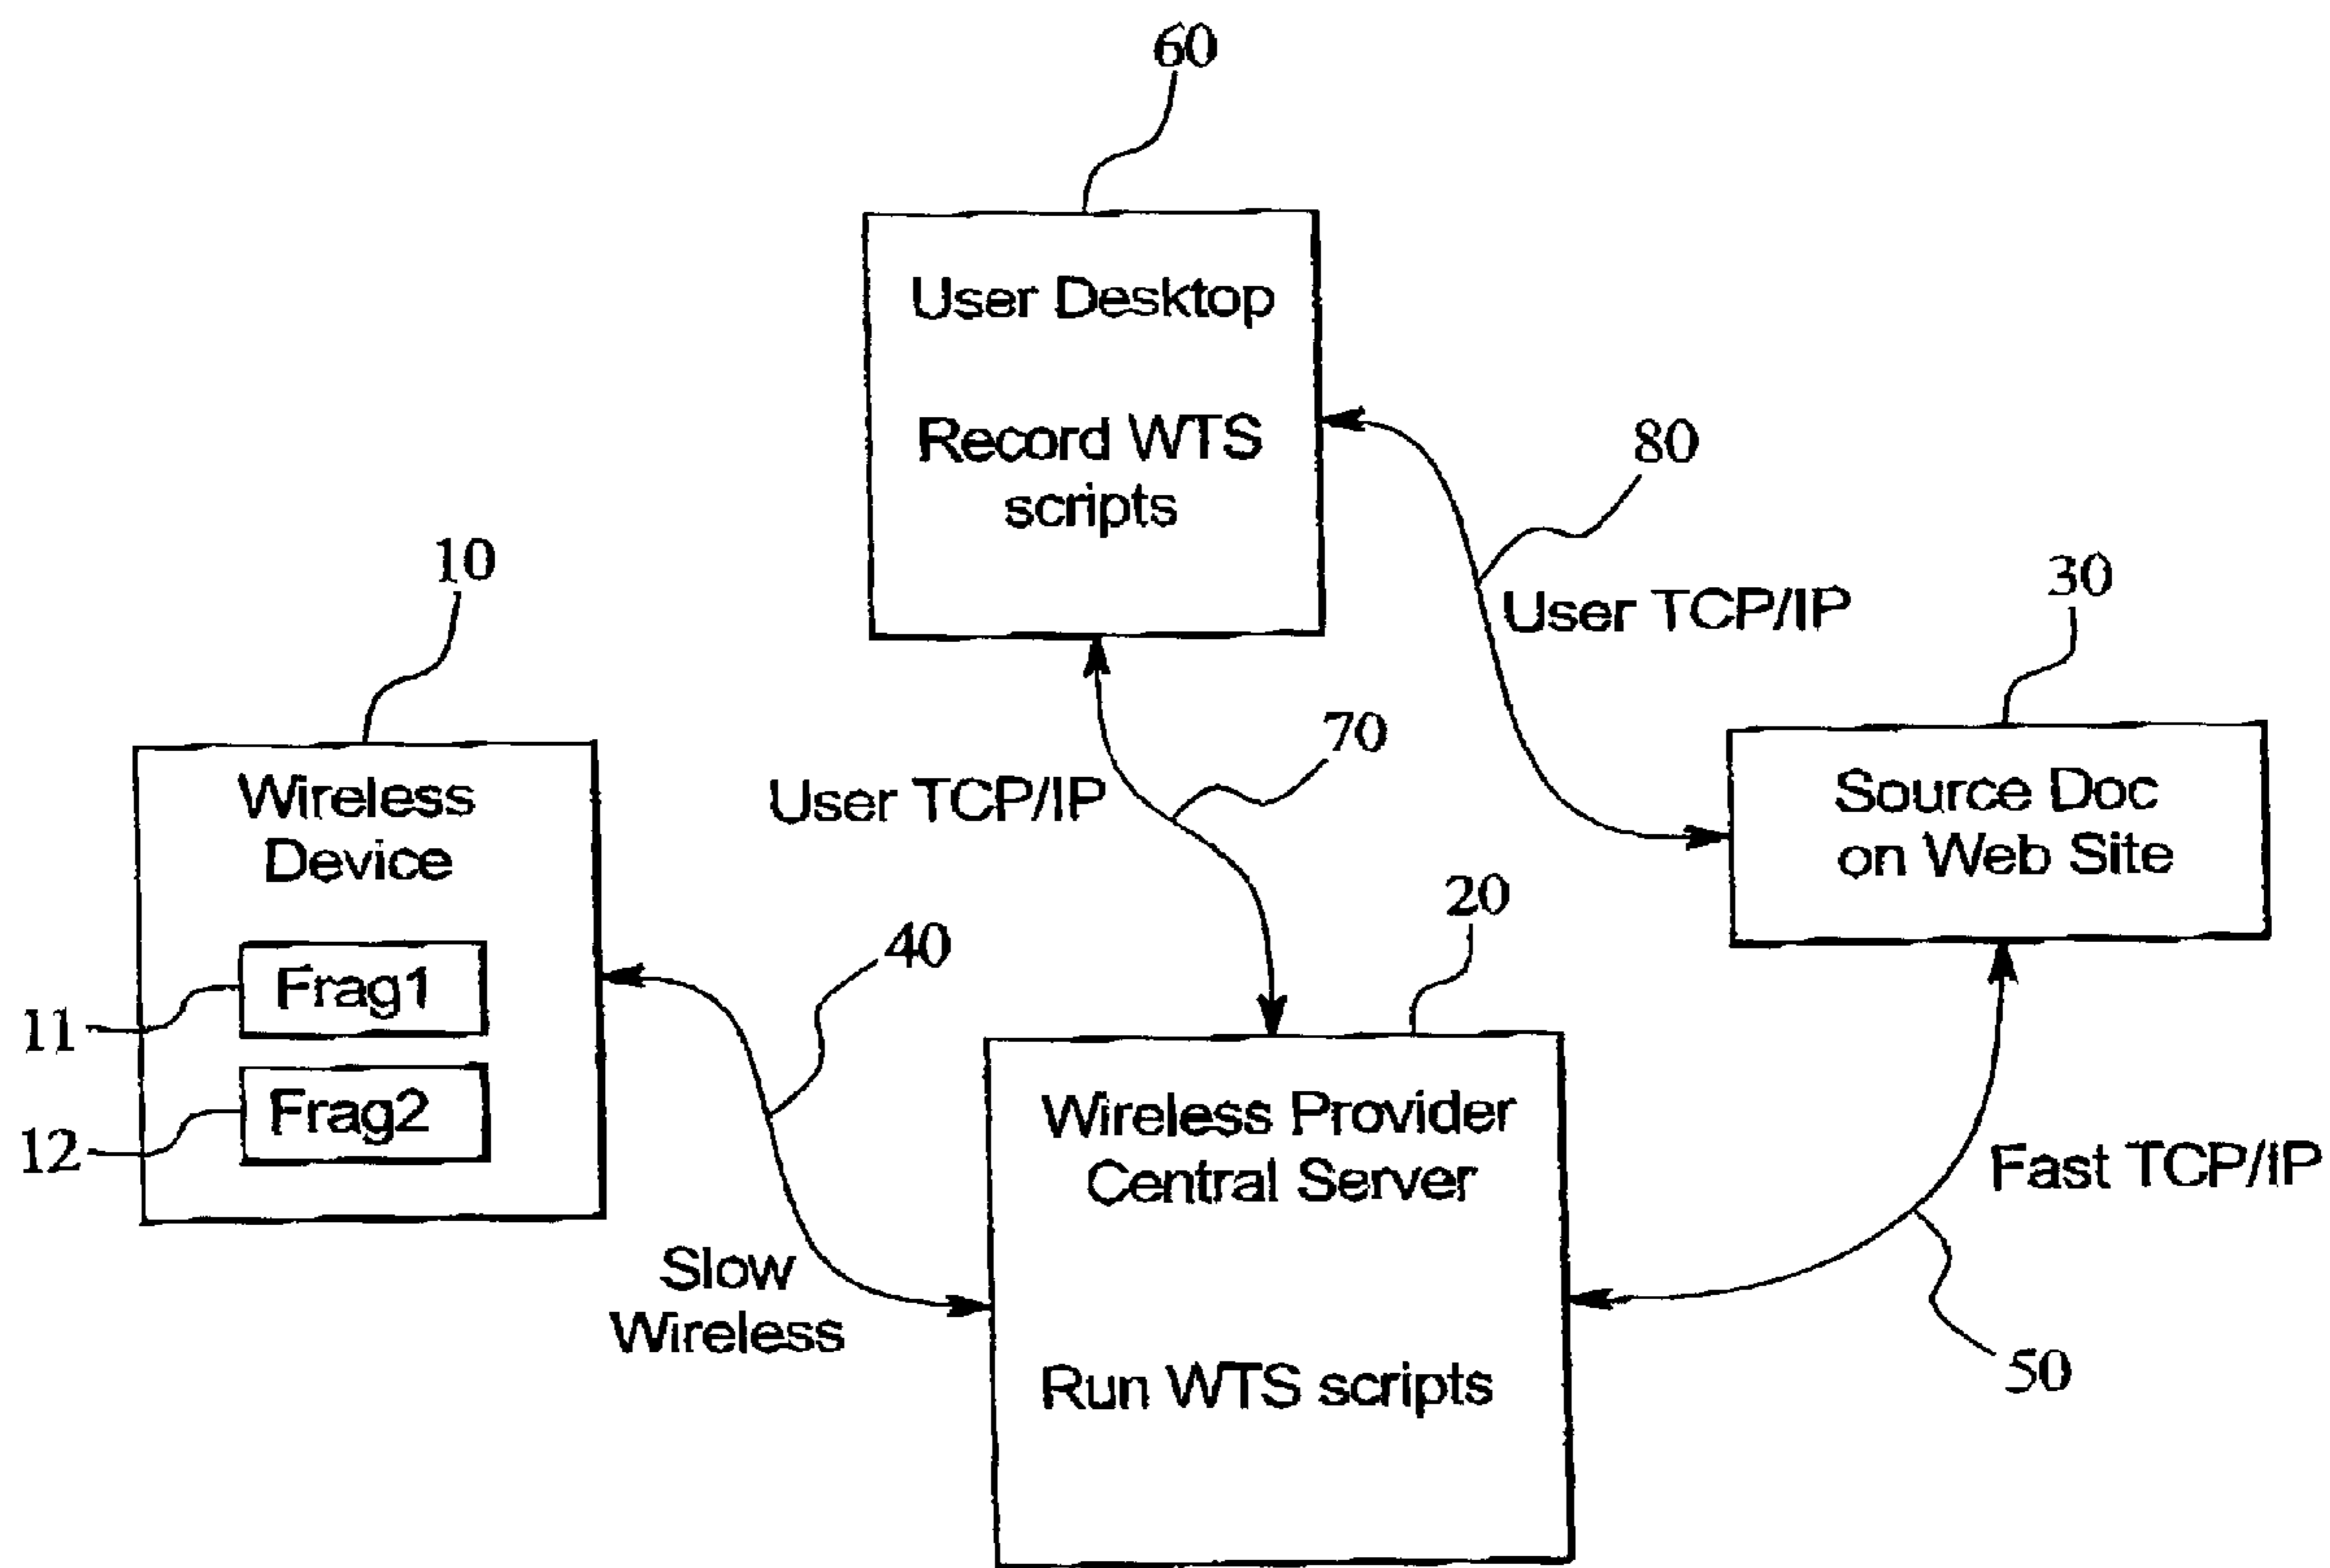 60
User Desktop
Record WTS
scripts
80
User TCP/IP
10
30
70
User TCP/IP
Wireless
Device
Source Doc
on Web Site
20
40
Frag1
11
Frag2
12
Wireless Provider
Central Server
Fast TCP/IP
Slow
Wireless
Run WTS scripts
50